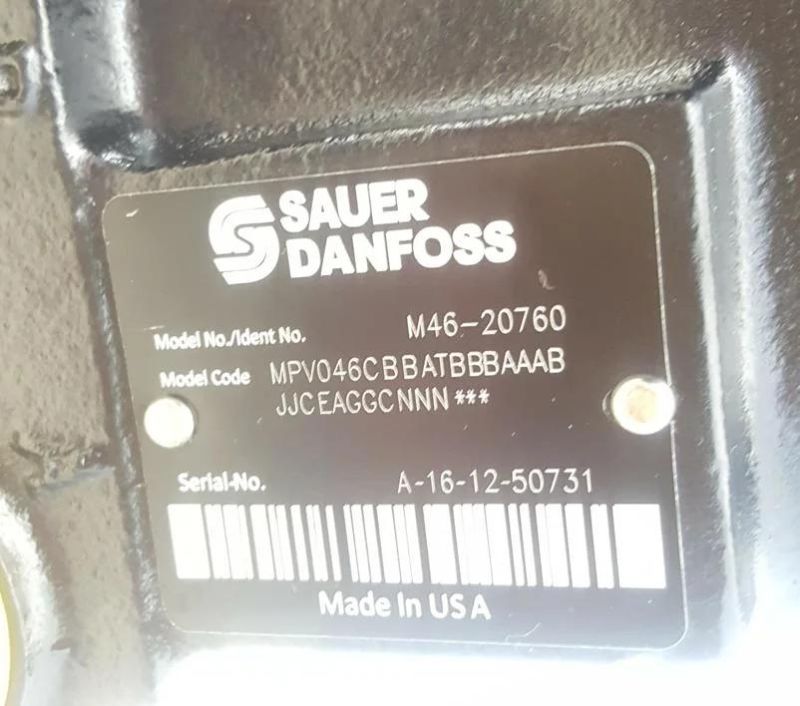 SAUER
DANFOSS
Model No./Ident No. M46-20760
Model Code MPV046CBBATBBBAAAB
JJCEAGGCNNN***
Serial-No. A-16-12-50731
Made In USA